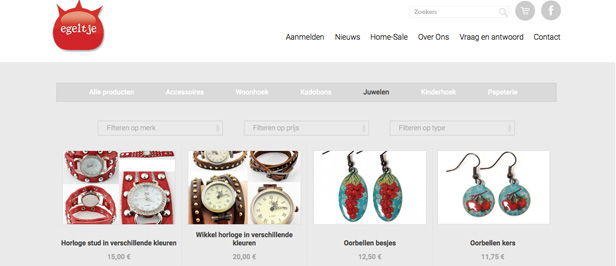 egeltje
Zoeken
Aanmelden Nieuws Home-Sale Over Ons Vraag en antwoord Contact
Alle producten Accessoires Woonhoek Kadobons Juwelen Kinderhoek Papeterie
Filteren op merk Filteren op prijs Filteren op type
Horloge stud in verschillende kleuren
15,00 €
Wikkel horloge in verschillende
kleuren
20,00 €
Oorbellen besjes
12,50 €
Oorbellen kers
11,75 €